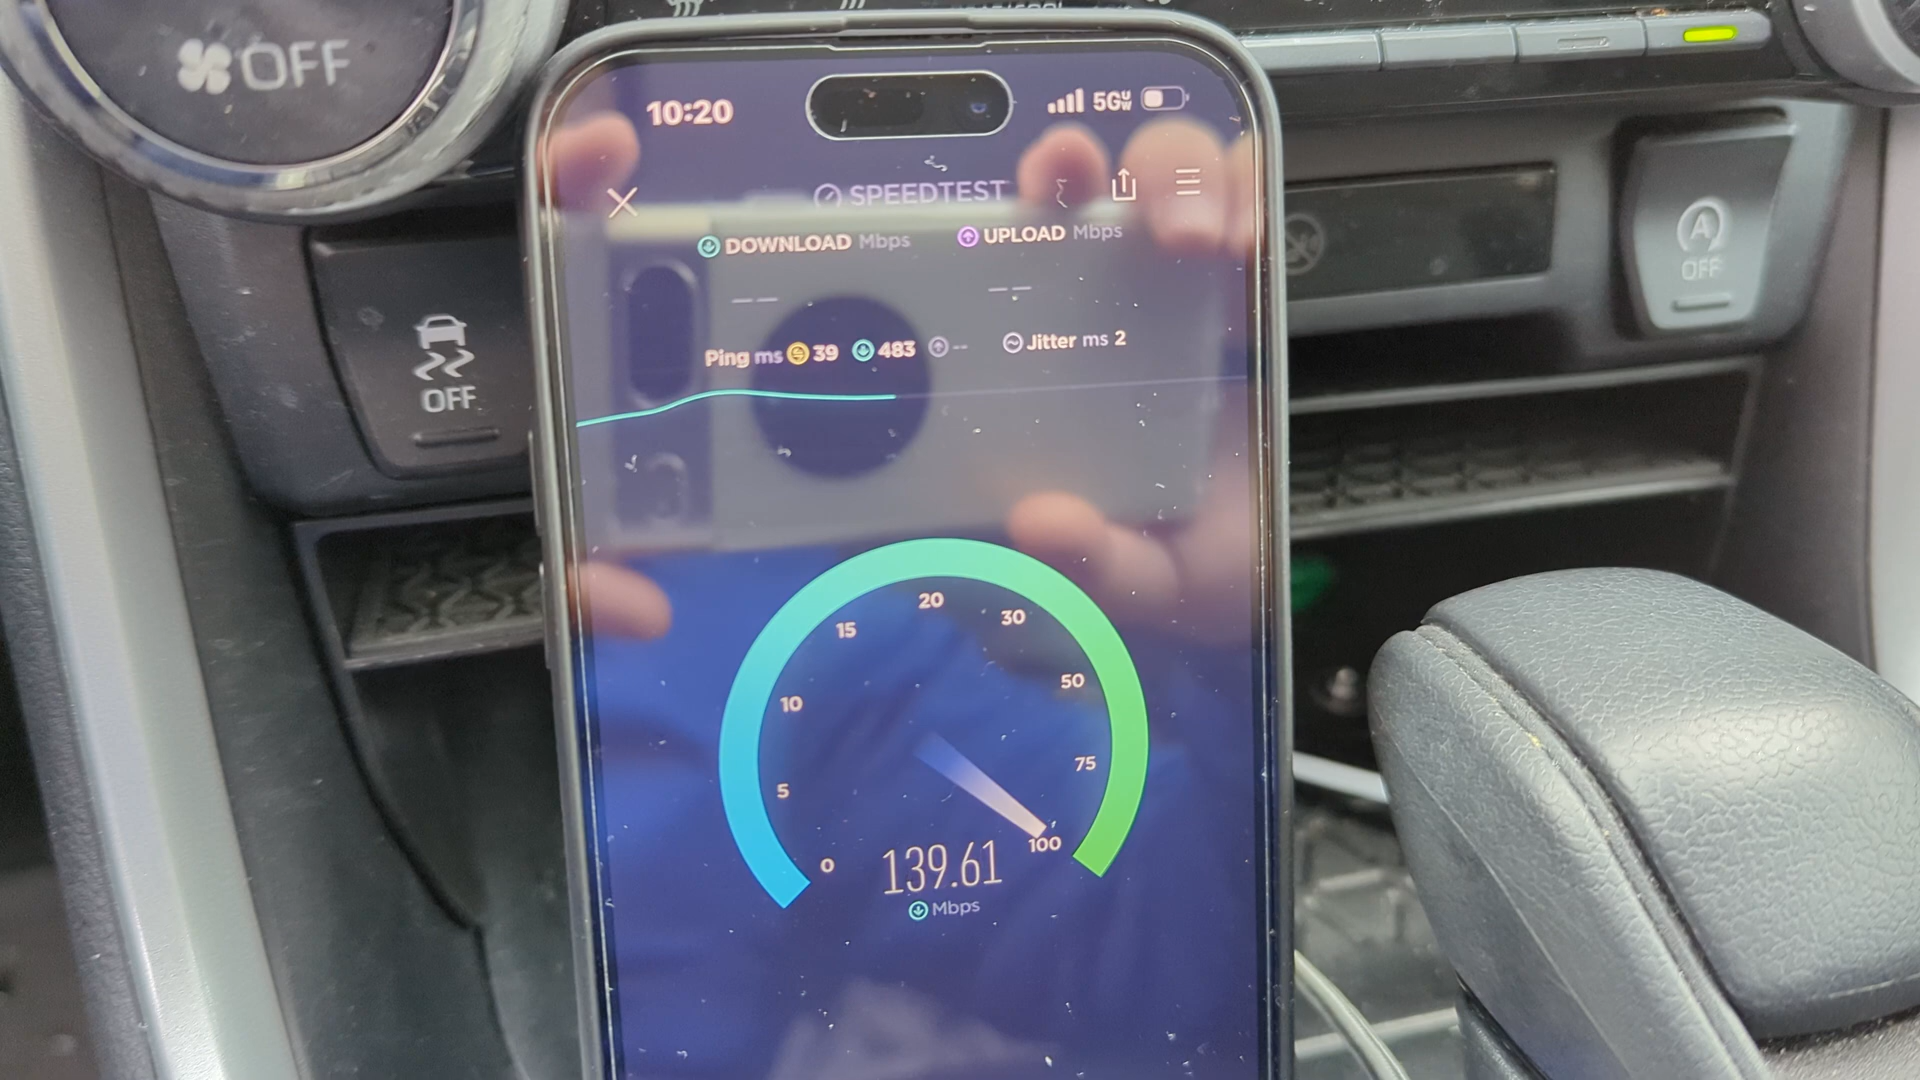 OFF
10:20
5G UW
SPEEDTEST
DOWNLOAD Mbps
UPLOAD Mbps
-- --
Ping ms 39 483 --
Jitter ms 2
OFF
A
OFF
20
15
30
10
50
5
75
0
100
139.61
Mbps